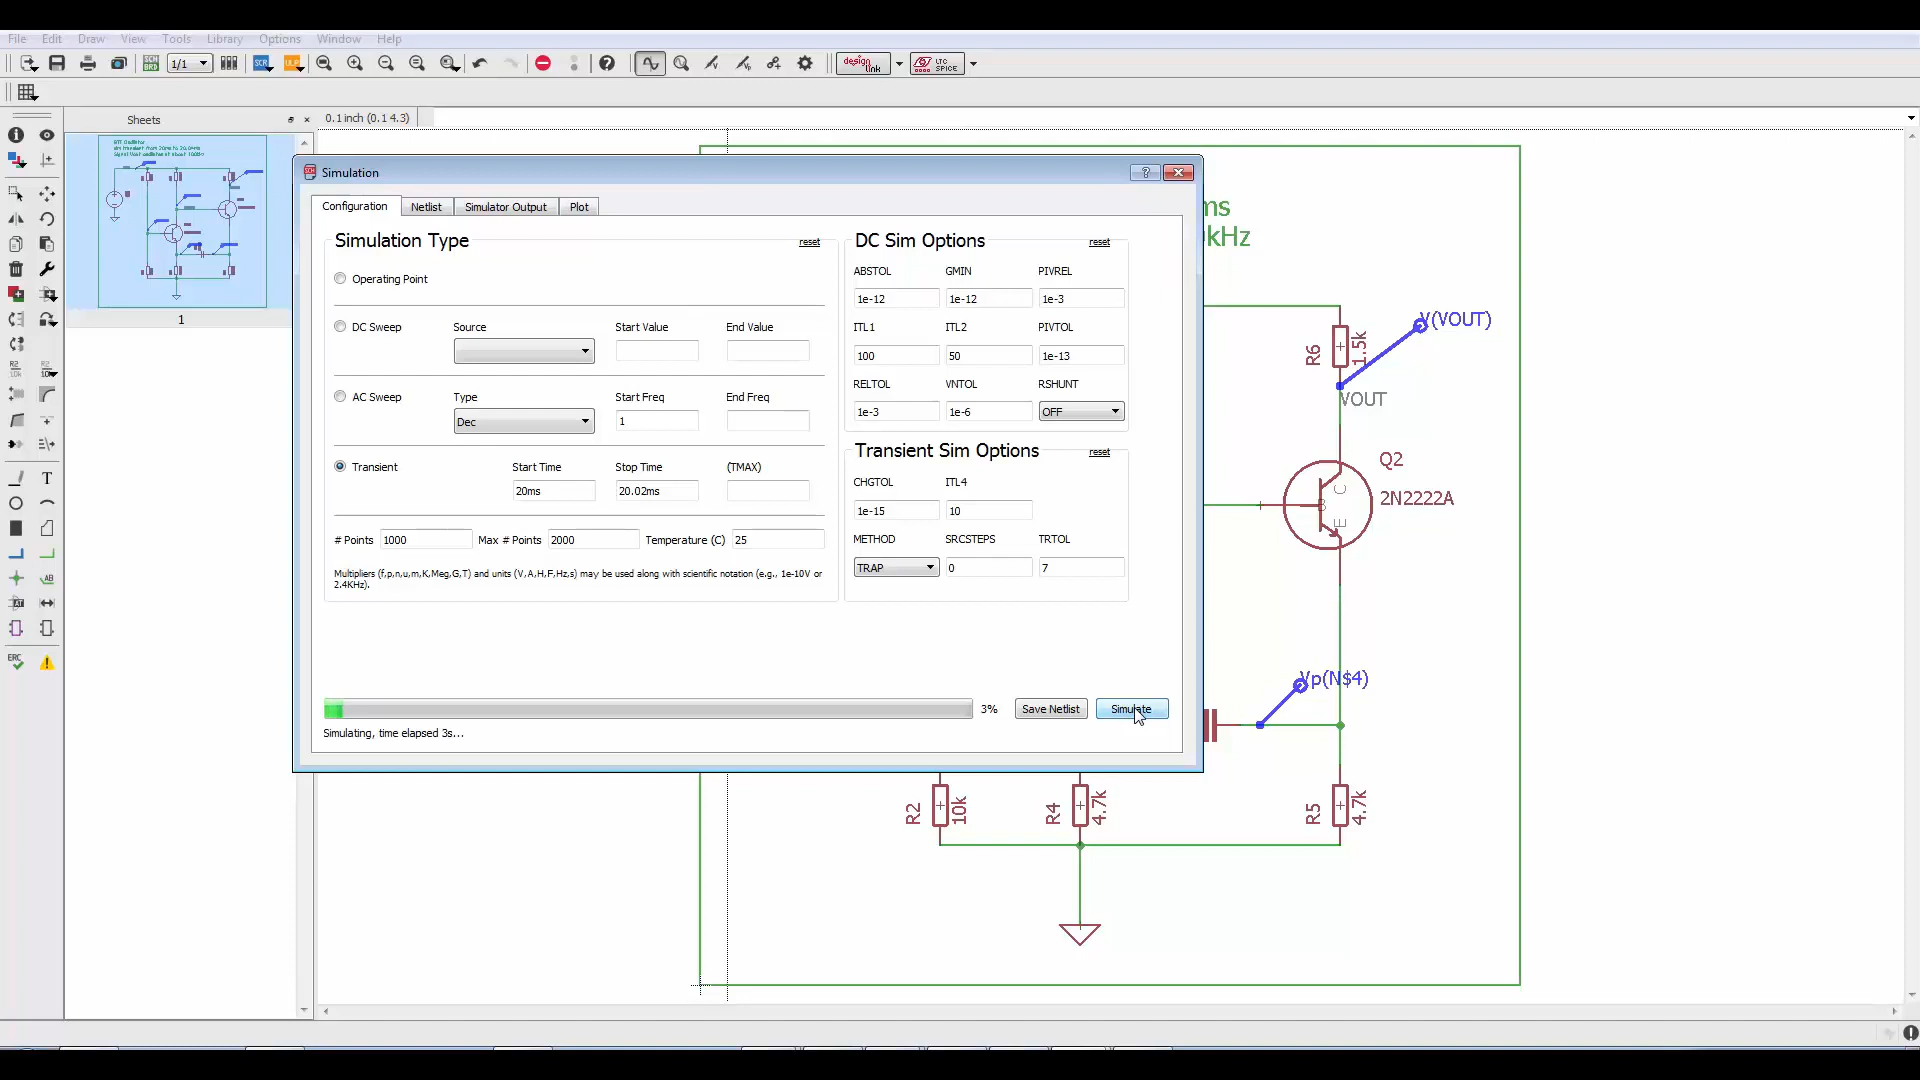 File Edit Draw View Tools Library Options Window Help
1/1
SCR
ULP
design link
LTC SPICE
Sheets
0.1 inch (0.1 4.3)
1
Simulation
Configuration Netlist Simulator Output Plot
Simulation Type reset
Operating Point
DC Sweep Source Start Value End Value
AC Sweep Type Start Freq End Freq
Dec 1
Transient Start Time Stop Time (TMAX)
20ms 20.02ms
# Points 1000 Max # Points 2000 Temperature (C) 25
Multipliers (f,p,n,u,m,K,Meg,G,T) and units (V,A,H,F,Hz,s) may be used along with scientific notation (e.g., 1e-10V or
2.4KHz).
DC Sim Options reset
ABSTOL GMIN PIVREL
1e-12 1e-12 1e-3
ITL1 ITL2 PIVTOL
100 50 1e-13
RELTOL VNTOL RSHUNT
1e-3 1e-6 OFF
Transient Sim Options reset
CHGTOL ITL4
1e-15 10
METHOD SRCSTEPS TRTOL
TRAP 0 7
3% Save Netlist Simulate
Simulating, time elapsed 3s...
ms
kHz
R6 1.5k
V(VOUT)
VOUT
Q2
2N2222A
C
B
E
Vp(N$4)
R2 10k
R4 4.7k
R5 4.7k
ERC